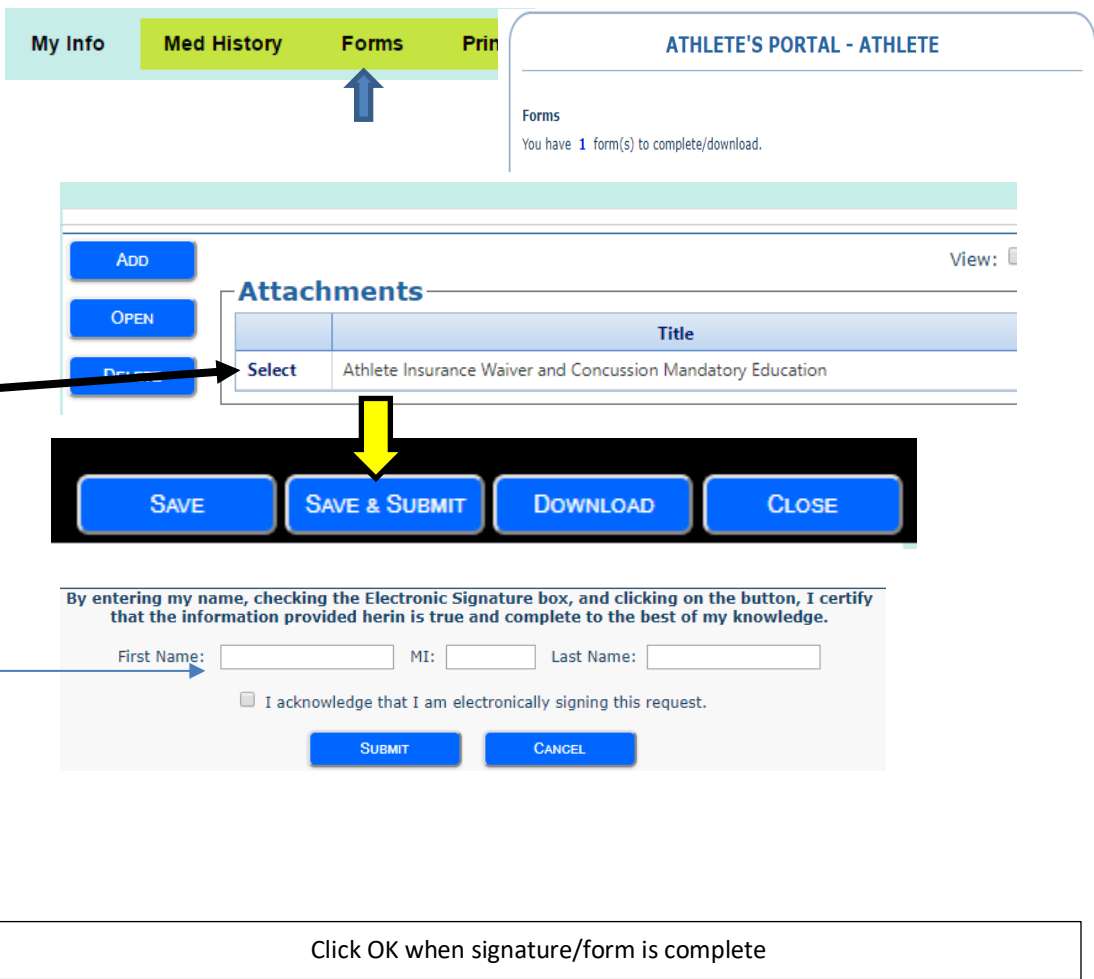 My Info Med History Forms
ATHLETE'S PORTAL - ATHLETE
Forms
You have 1 form(s) to complete/download.
ADD
View:
Attachments
OPEN
Title
Select Athlete Insurance Waiver and Concussion Mandatory Education
SAVE SAVE & SUBMIT DOWNLOAD CLOSE
By entering my name, checking the Electronic Signature box, and clicking on the button, I certify
that the information provided herin is true and complete to the best of my knowledge.
First Name: MI: Last Name:
I acknowledge that I am electronically signing this request.
SUBMIT CANCEL
Click OK when signature/form is complete